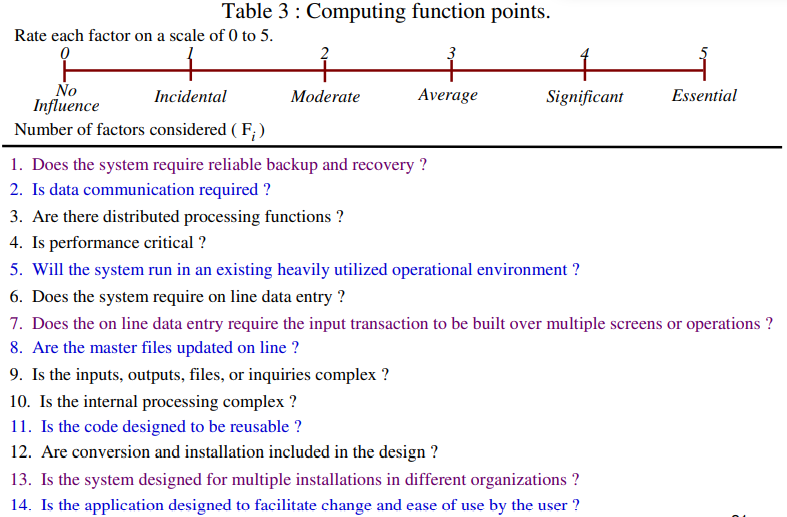 Table 3 : Computing function points.
Rate each factor on a scale of 0 to 5.
0 1 2 3 4 5
No Influence Incidental Moderate Average Significant Essential
Number of factors considered ( Fi )
1. Does the system require reliable backup and recovery ?
2. Is data communication required ?
3. Are there distributed processing functions ?
4. Is performance critical ?
5. Will the system run in an existing heavily utilized operational environment ?
6. Does the system require on line data entry ?
7. Does the on line data entry require the input transaction to be built over multiple screens or operations ?
8. Are the master files updated on line ?
9. Is the inputs, outputs, files, or inquiries complex ?
10. Is the internal processing complex ?
11. Is the code designed to be reusable ?
12. Are conversion and installation included in the design ?
13. Is the system designed for multiple installations in different organizations ?
14. Is the application designed to facilitate change and ease of use by the user ?